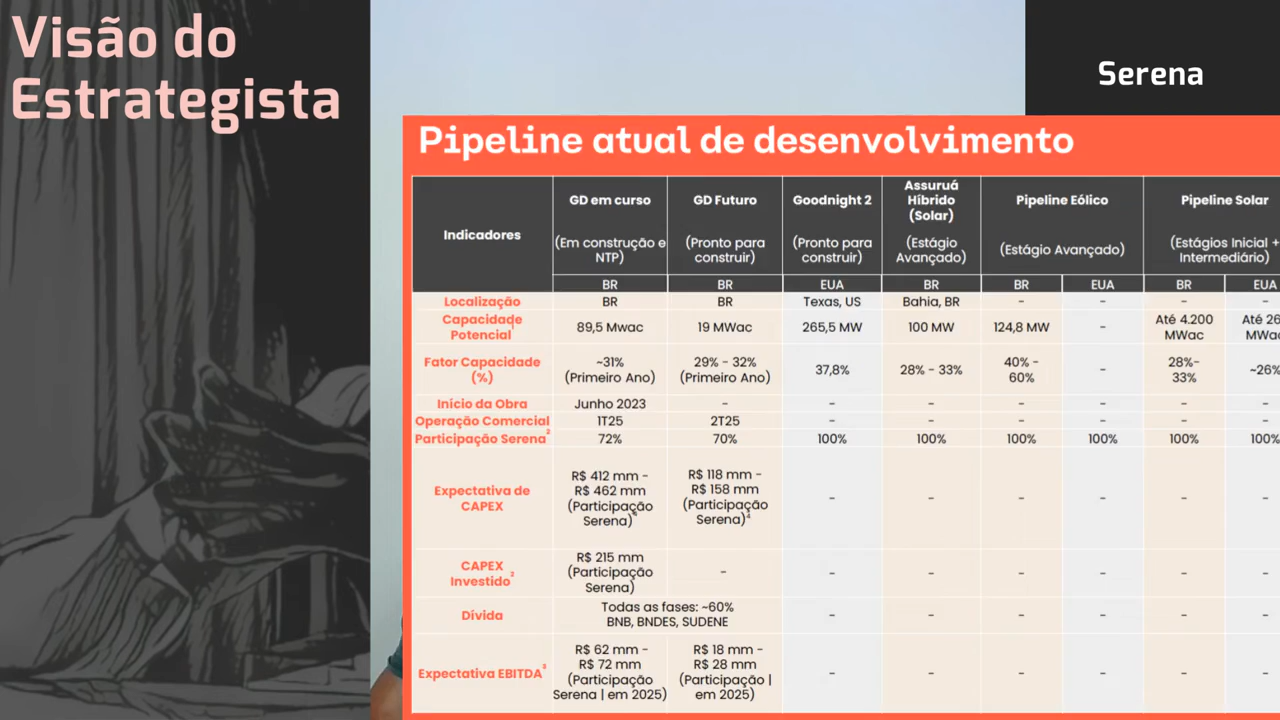 Visão do
Estrategista
Serena
Pipeline atual de desenvolvimento
Indicadores
GD em curso
(Em construção e
NTP)
GD Futuro
(Pronto para
construir)
Goodnight 2
(Pronto para
construir)
Assuruá
Híbrido
(Solar)
(Estágio
Avançado)
Pipeline Eólico
(Estágio Avançado)
Pipeline Solar
(Estágios Inicial +
Intermediário)
BR BR EUA BR BR EUA BR EUA
Localização BR BR Texas, US Bahia, BR - - - -
Capacidade
Potencial¹
89,5 Mwac
19 MWac
265,5 MW
100 MW
124,8 MW
-
Até 4.200
MWac
Até 26
MWac
Fator Capacidade
(%)
~31%
(Primeiro Ano)
29% - 32%
(Primeiro Ano)
37,8%
28% - 33%
40% -
60%
-
28%-
33%
~26%
Início da Obra Junho 2023 - - - - - - -
Operação Comercial 1T25 2T25 - - - - - -
Participação Serena² 72% 70% 100% 100% 100% 100% 100% 100%
Expectativa de
CAPEX
R$ 412 mm -
R$ 462 mm
(Participação
Serena)⁴
R$ 118 mm -
R$ 158 mm
(Participação
Serena)⁴
- - - - - -
CAPEX
Investido²
R$ 215 mm
(Participação
Serena)
- - - - - - -
Dívida
Todas as fases: ~60%
BNB, BNDES, SUDENE
- - - - - -
Expectativa EBITDA³
R$ 62 mm -
R$ 72 mm
(Participação
Serena | em 2025)
R$ 18 mm -
R$ 28 mm
(Participação |
em 2025)
- - - - - -